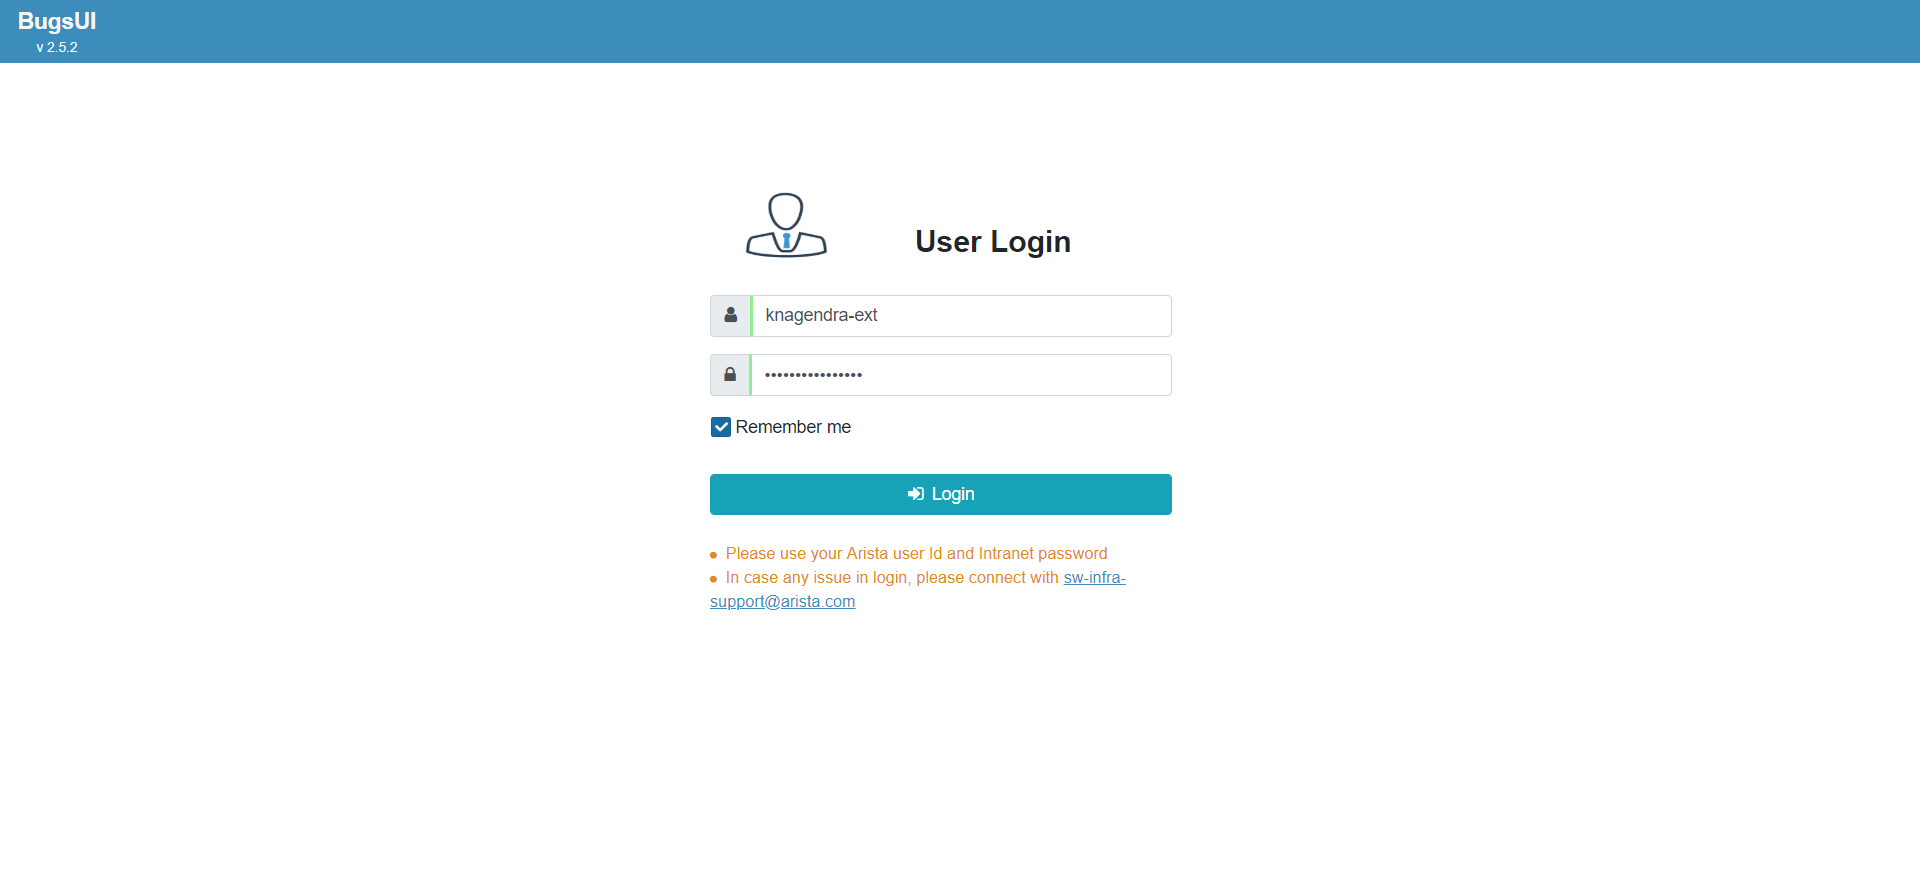 BugsUI
v 2.5.2
User Login
knagendra-ext
••••••••••••••••
Remember me
Login
● Please use your Arista user Id and Intranet password
● In case any issue in login, please connect with sw-infra-
support@arista.com